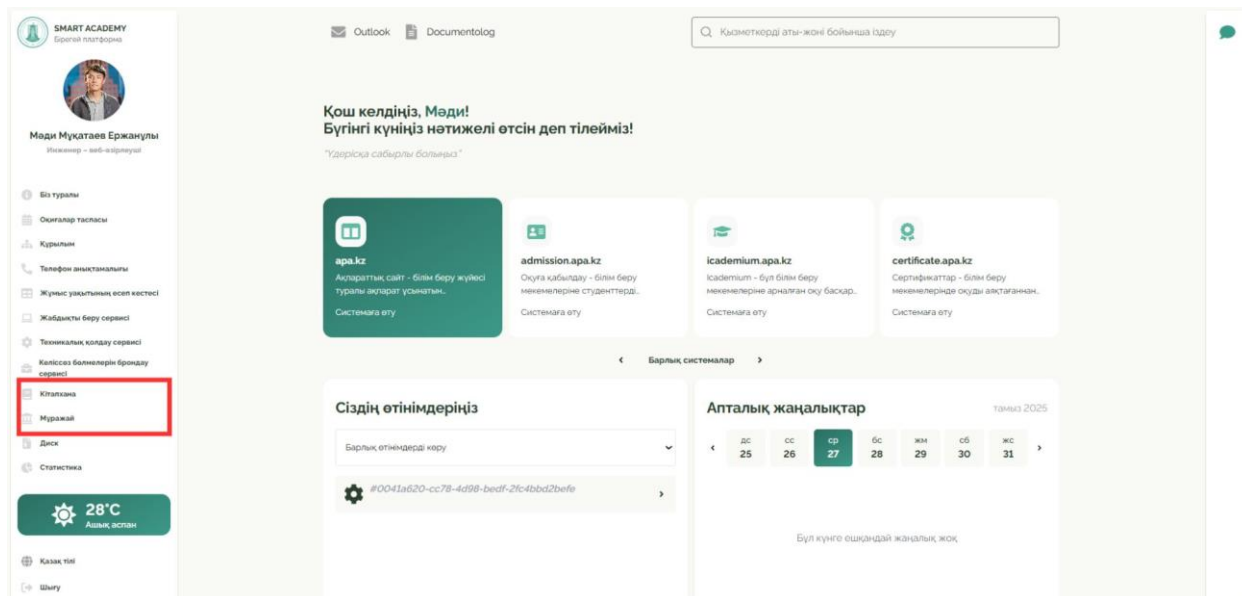 SMART ACADEMY
Бірегей платформа
Мәди Мұқатаев Ержанұлы
Инженер – веб-әзірлеуші
Біз туралы
Оқиғалар таспасы
Құрылым
Телефон анықтамалығы
Жұмыс уақытының есеп кестесі
Жабдықты беру сервисі
Техникалық қолдау сервисі
Келіссөз бөлмелерін брондау
сервисі
Кітапхана
Мұражай
Диск
Статистика
28°C
Ашық аспан
Қазақ тілі
Шығу
Outlook
Documentolog
Қызметкерді аты-жөні бойынша іздеу
Қош келдіңіз, Мәди!
Бүгінгі күніңіз нәтижелі өтсін деп тілейміз!
"Үдеріске сабырлы болыңыз."
apa.kz
Ақпараттық сайт - білім беру жүйесі
туралы ақпарат ұсынатын..
Системаға өту
admission.apa.kz
Оқуға қабылдау - білім беру
мекемелеріне студенттерді..
Системаға өту
icademium.apa.kz
Icademium - бұл білім беру
мекемелеріне арналған оқу басқар..
Системаға өту
certificate.apa.kz
Сертификаттар - білім беру
мекемелерінде оқуды аяқтағаннан..
Системаға өту
‹ Барлық системалар ›
Сіздің өтінімдеріңіз
Барлық өтінімдерді көру
#0041a620-cc78-4d98-bedf-2fc4bbd2befe
Апталық жаңалықтар
тамыз 2025
дс сс ср бс жм сб жс
25 26 27 28 29 30 31
Бұл күнге ешқандай жаңалық жоқ